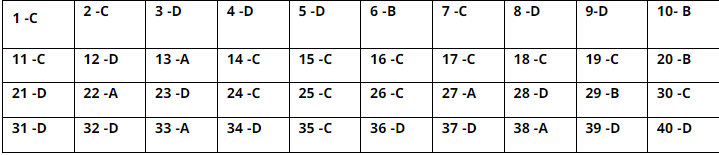 1 -C 2 -C 3 -D 4 -D 5 -D 6 -B 7 -C 8 -D 9-D 10- B
11 -C 12 -D 13 -A 14 -C 15 -C 16 -C 17 -C 18 -C 19 -C 20 -B
21 -D 22 -A 23 -D 24 -C 25 -C 26 -C 27 -A 28 -D 29 -B 30 -C
31 -D 32 -D 33 -A 34 -D 35 -C 36 -D 37 -D 38 -A 39 -D 40 -D